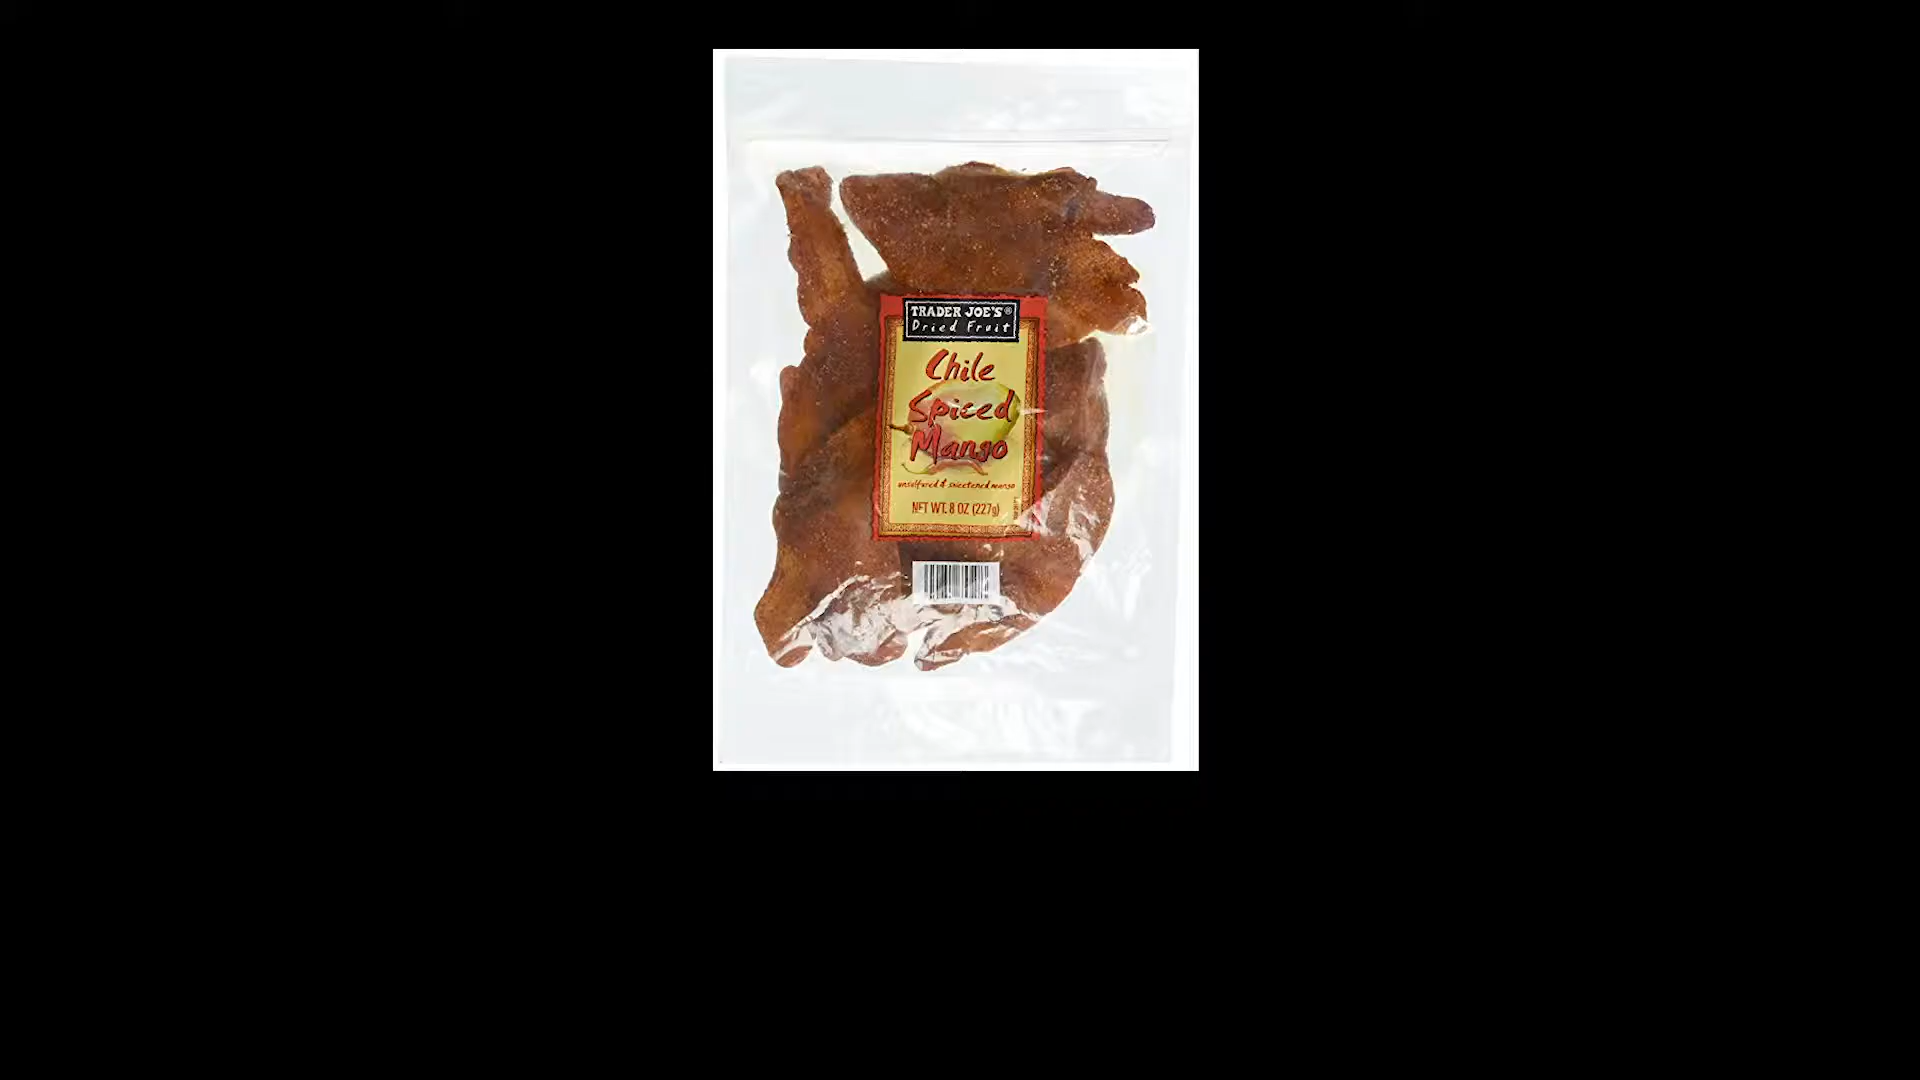 TRADER JOE'S®
Dried Fruit
Chile
Spiced
Mango
unsulfured & sweetened mango
NET WT. 8 OZ (227g)